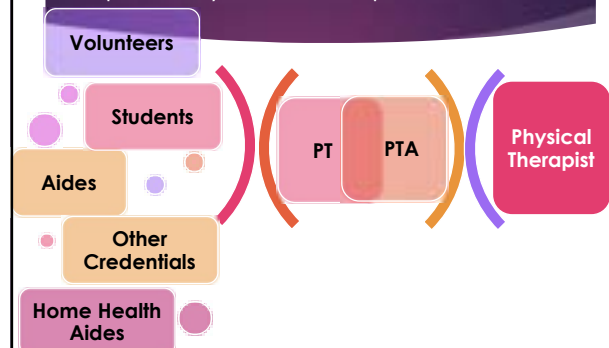 Volunteers
Students
Aides
Other
Credentials
Home Health
Aides
PT
PTA
Physical
Therapist